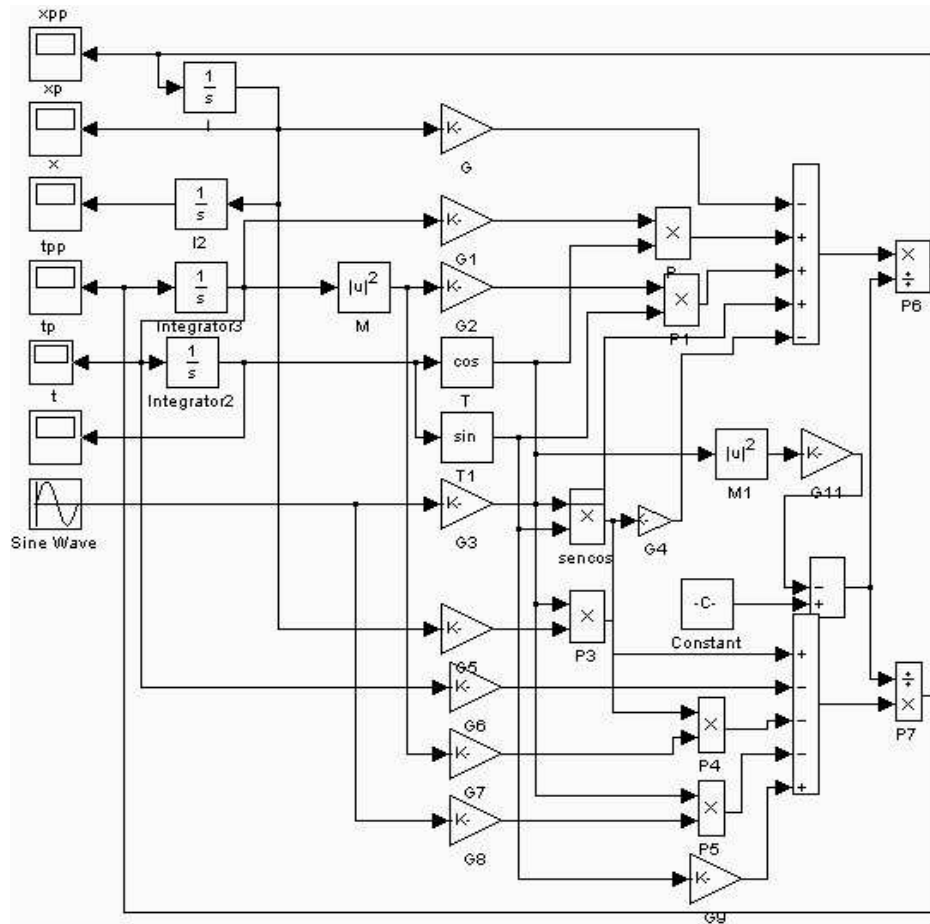 xpp
xp
1
s
I
K-
G
x
1
s
I2
K-
G1
×
P
−
+
+
+
−
×
÷
P6
tpp
1
s
Integrator3
|u|²
M
K-
G2
×
P1
tp
1
s
Integrator2
cos
T
t
sin
T1
|u|²
M1
K-
G11
Sine Wave
K-
G3
×
sencos
K-
G4
-C-
Constant
−
+
K-
G5
×
P3
K-
G6
+
−
−
−
+
÷
×
P7
K-
G7
×
P4
K-
G8
×
P5
K-
G9